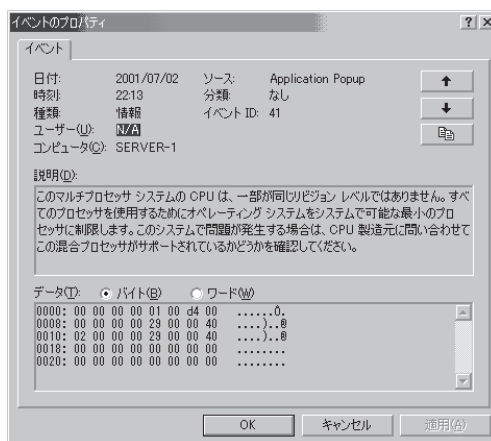 イベントのプロパティ
イベント
日付: 2001/07/02 ソース: Application Popup
時刻: 22:13 分類: なし
種類: 情報 イベント ID: 41
ユーザー(U): N/A
コンピュータ(C): SERVER-1
説明(D):
このマルチプロセッサ システムの CPU は、一部が同じリビジョン レベルではありません。すべ
てのプロセッサを使用するためにオペレーティング システムをシステムで可能な最小のプロ
セッサに制限します。このシステムで問題が発生する場合は、CPU 製造元に問い合わせて
この混合プロセッサがサポートされているかどうかを確認してください。
データ(T): バイト(B) ワード(W)
0000: 00 00 00 00 01 00 d4 00 ......Ô.
0008: 00 00 00 00 29 00 00 40 ....)..@
0010: 02 00 00 00 29 00 00 40 ....)..@
0018: 00 00 00 00 00 00 00 00 ........
0020: 00 00 00 00 00 00 00 00 ........
OK キャンセル 適用(A)